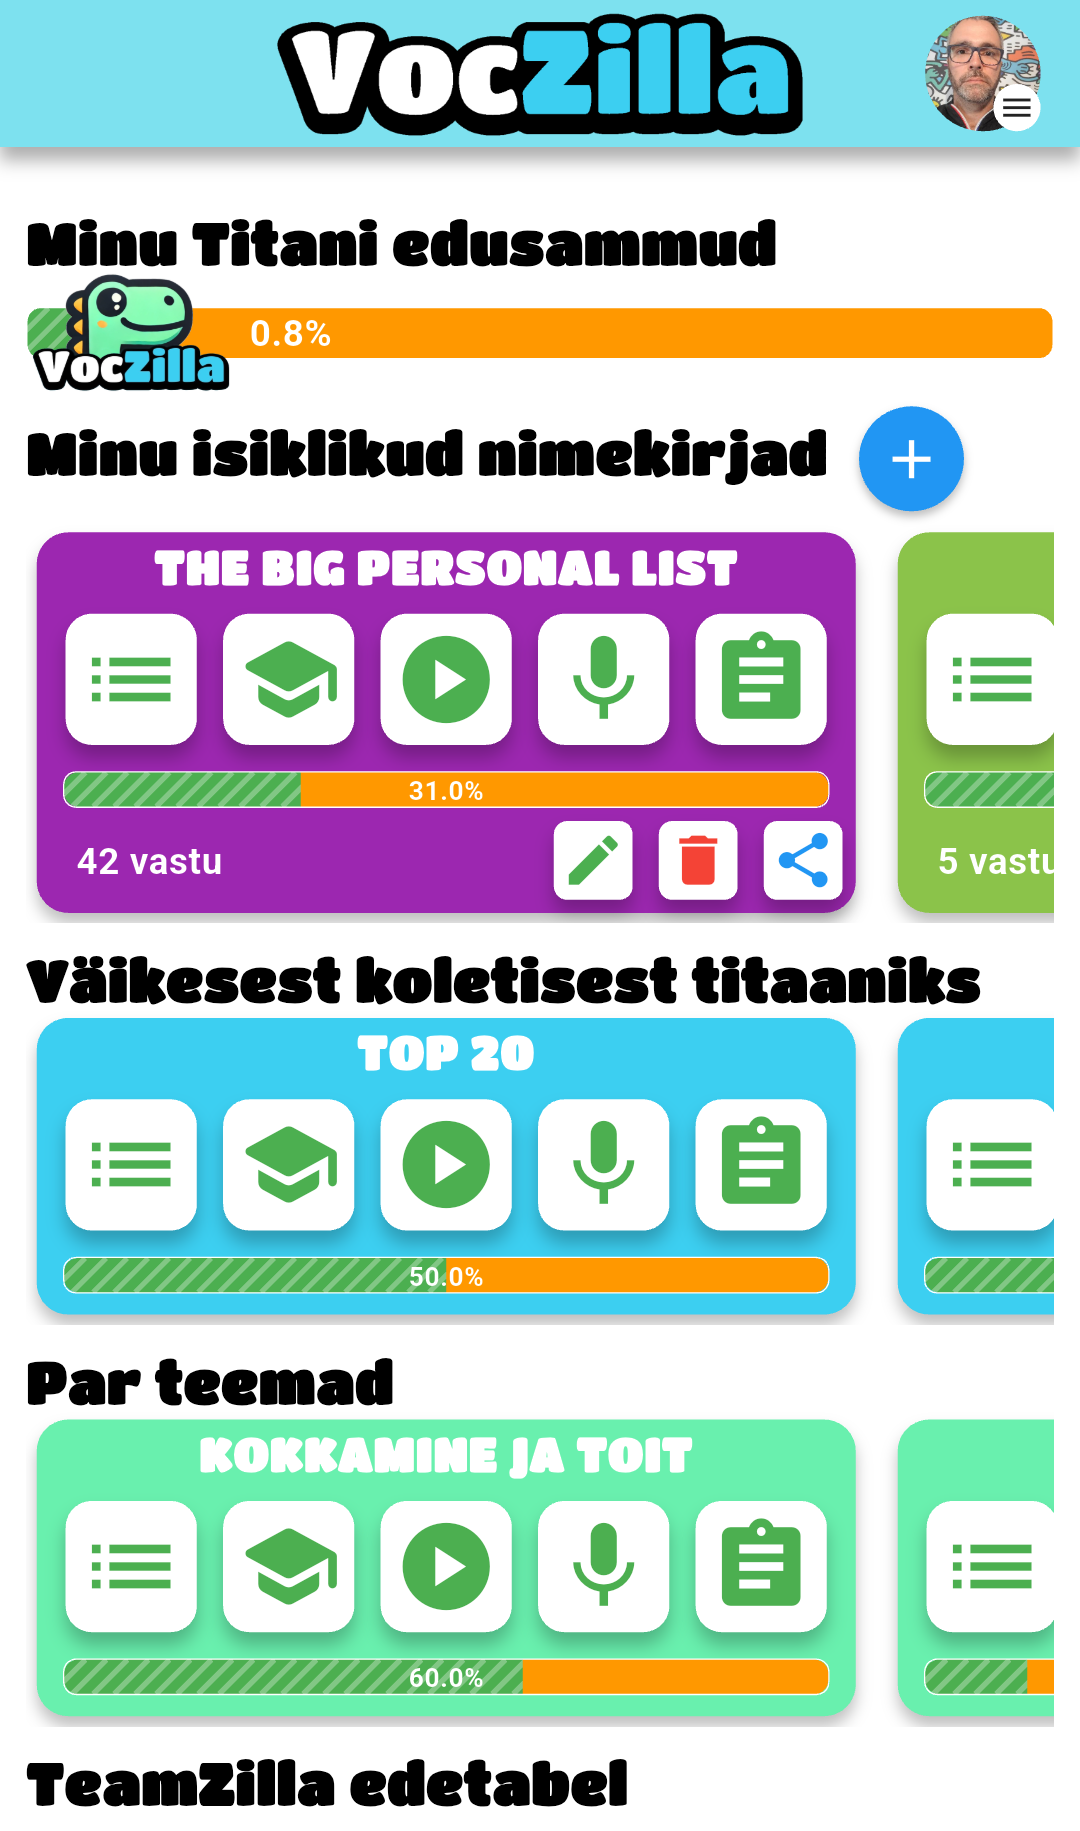 VocZilla
Minu Titani edusammud
0.8%
VocZilla
Minu isiklikud nimekirjad
THE BIG PERSONAL LIST
31.0%
42 vastu
5 vastu
Väikesest koletisest titaaniks
TOP 20
50.0%
Par teemad
KOKKAMINE JA TOIT
60.0%
TeamZilla edetabel